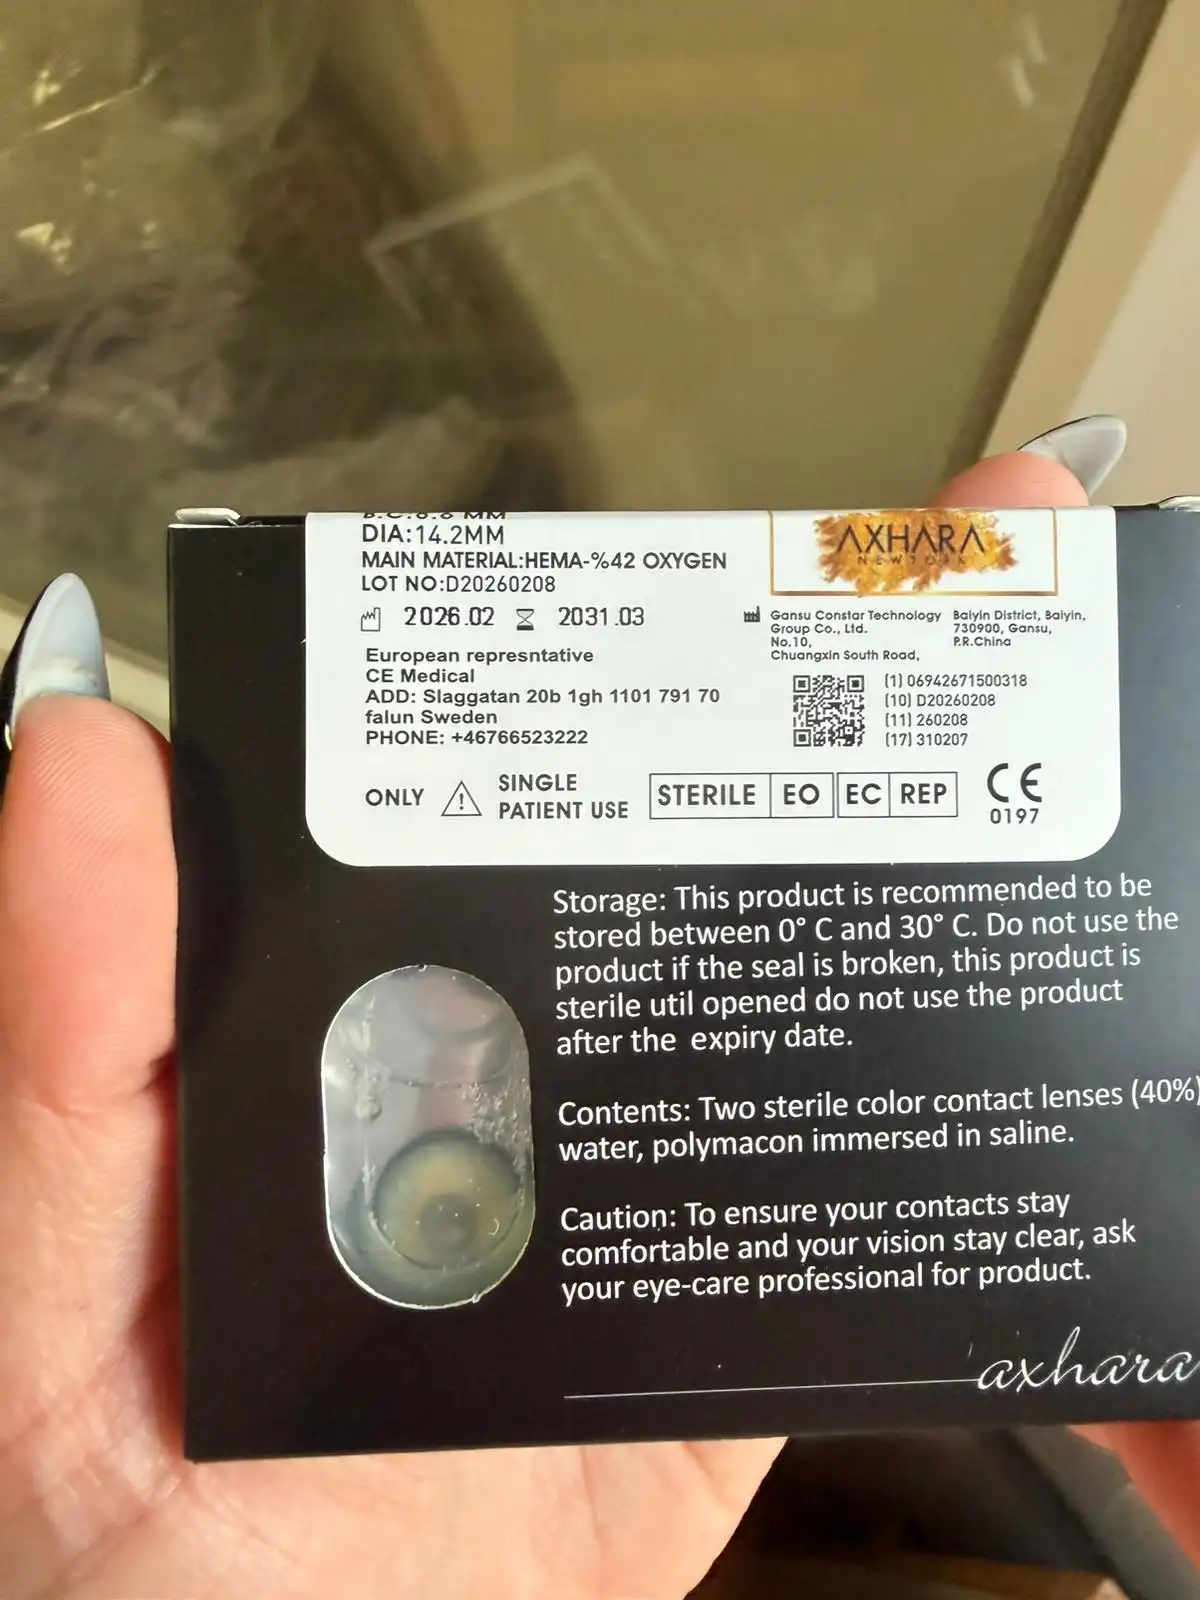 DIA:14.2MM
MAIN MATERIAL:HEMA-%42 OXYGEN
LOT NO:D20260208
2026.02 2031.03
European represntative
CE Medical
ADD: Slaggatan 20b 1gh 1101 791 70
falun Sweden
PHONE: +46766523222
ONLY SINGLE
PATIENT USE
AXHARA
NEWYORK
Gansu Constar Technology
Group Co., Ltd.
No.10,
Chuangxin South Road,
Baiyin District, Baiyin,
730900, Gansu,
P.R.China
(1) 06942671500318
(10) D20260208
(11) 260208
(17) 310207
STERILE EO EC REP
CE
0197
Storage: This product is recommended to be
stored between 0° C and 30° C. Do not use the
product if the seal is broken, this product is
sterile util opened do not use the product
after the expiry date.
Contents: Two sterile color contact lenses (40%)
water, polymacon immersed in saline.
Caution: To ensure your contacts stay
comfortable and your vision stay clear, ask
your eye-care professional for product.
axhara